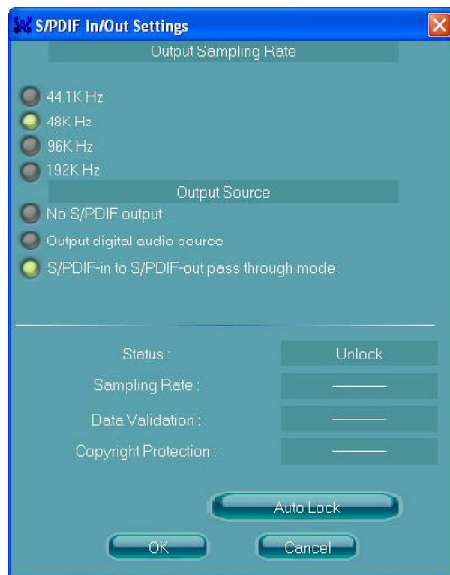 S/PDIF In/Out Settings
Output Sampling Rate
44.1K Hz
48K Hz
96K Hz
192K Hz
Output Source
No S/PDIF output
Output digital audio source
S/PDIF-in to S/PDIF-out pass through mode
Status : Unlock
Sampling Rate : ———
Data Validation : ———
Copyright Protection : ———
Auto Lock
OK Cancel